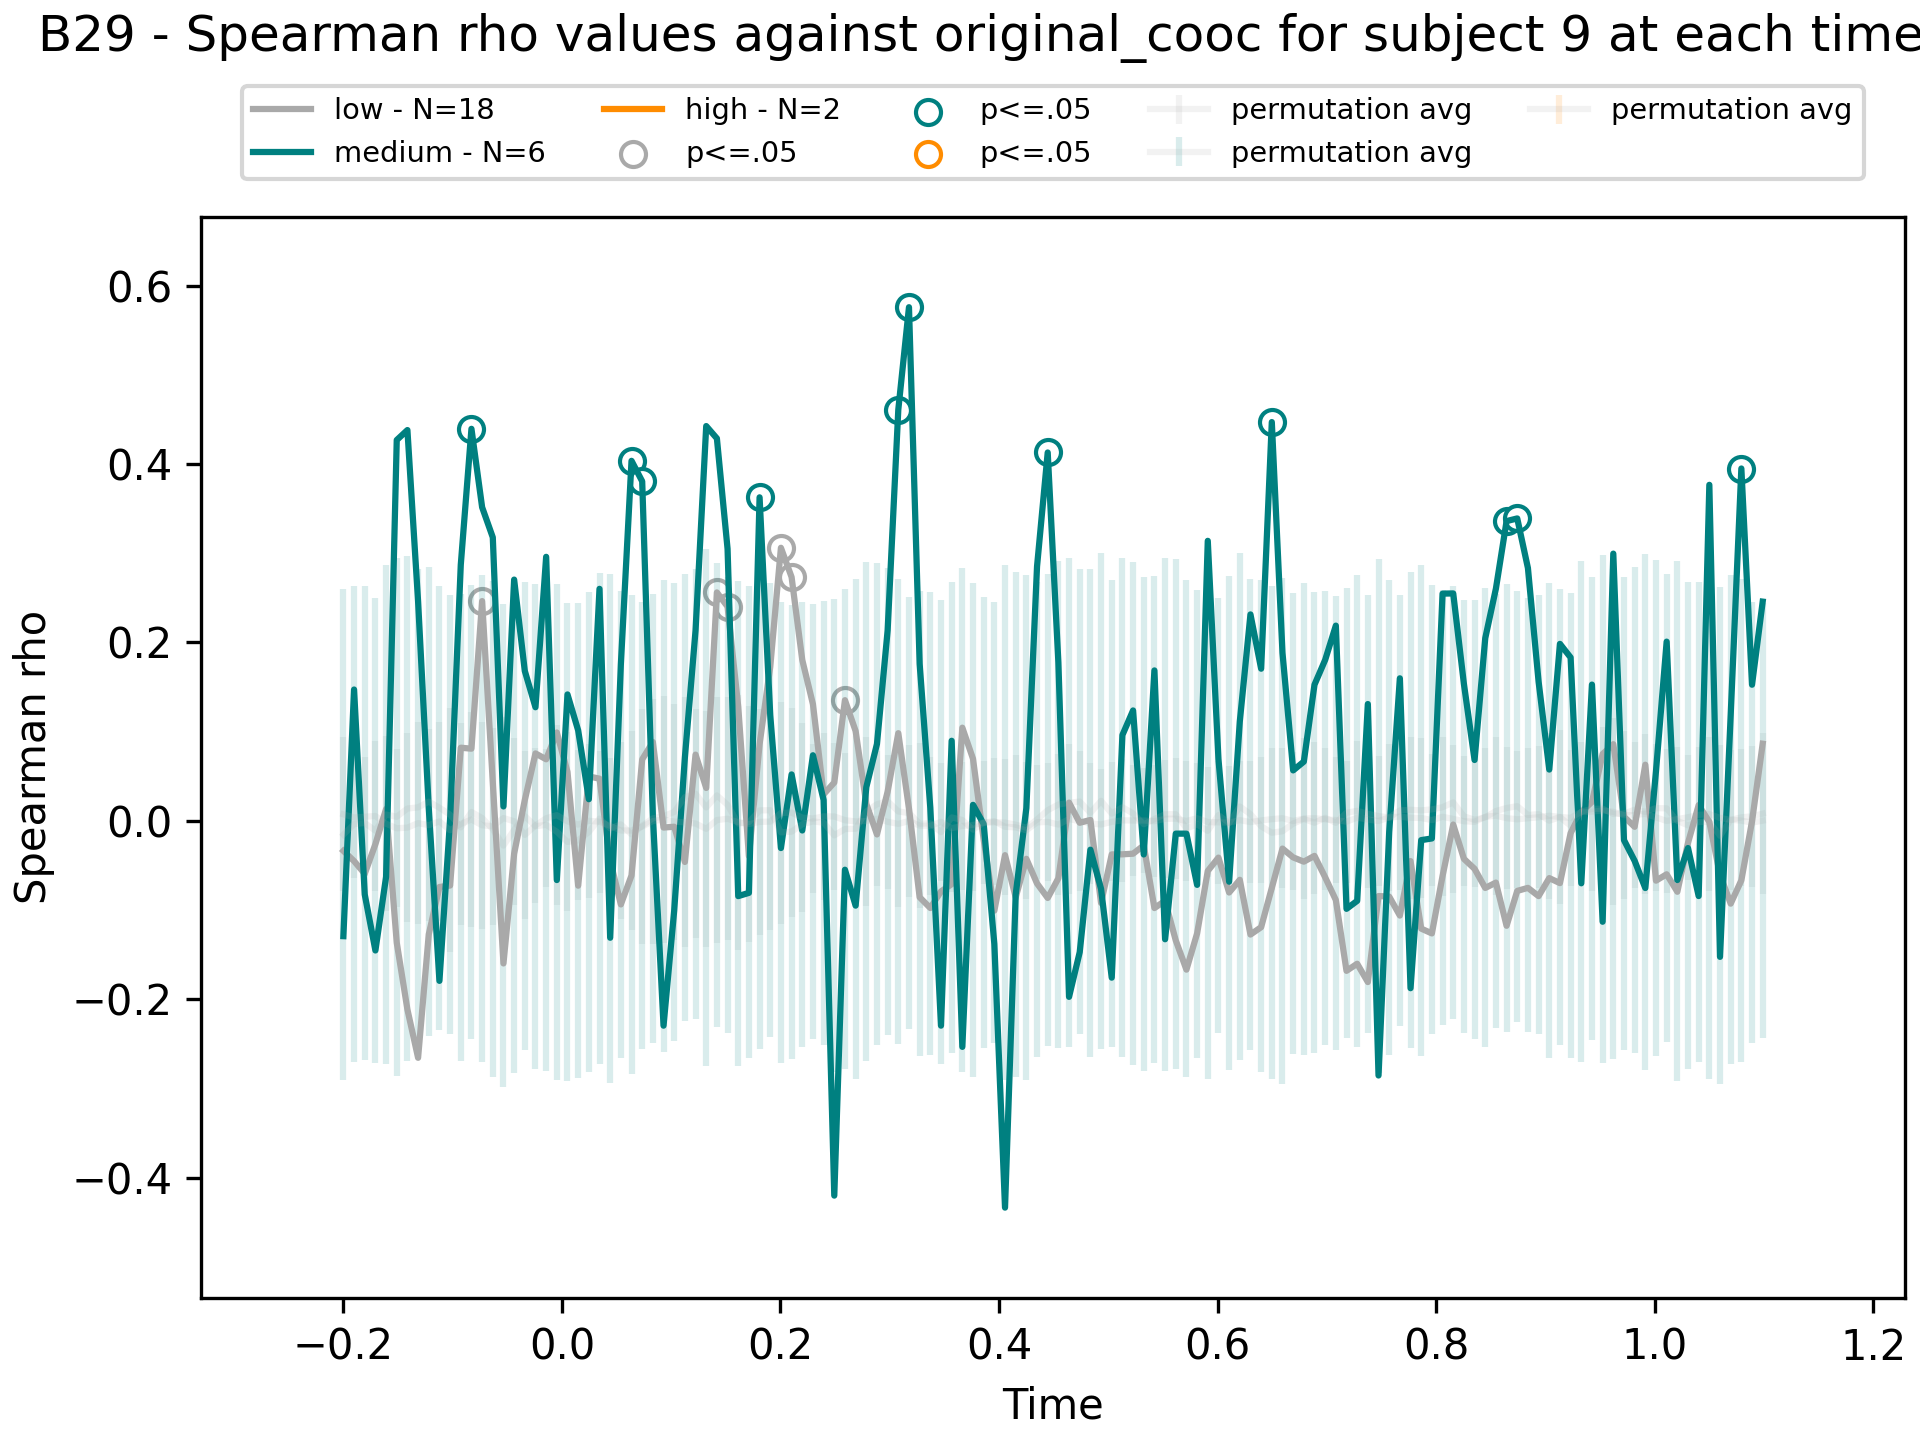 B29 - Spearman rho values against original_cooc for subject 9 at each time
low - N=18
medium - N=6
high - N=2
p<=.05
p<=.05
p<=.05
permutation avg
permutation avg
permutation avg
Spearman rho
0.6
0.4
0.2
0.0
−0.2
−0.4
−0.2 0.0 0.2 0.4 0.6 0.8 1.0 1.2
Time